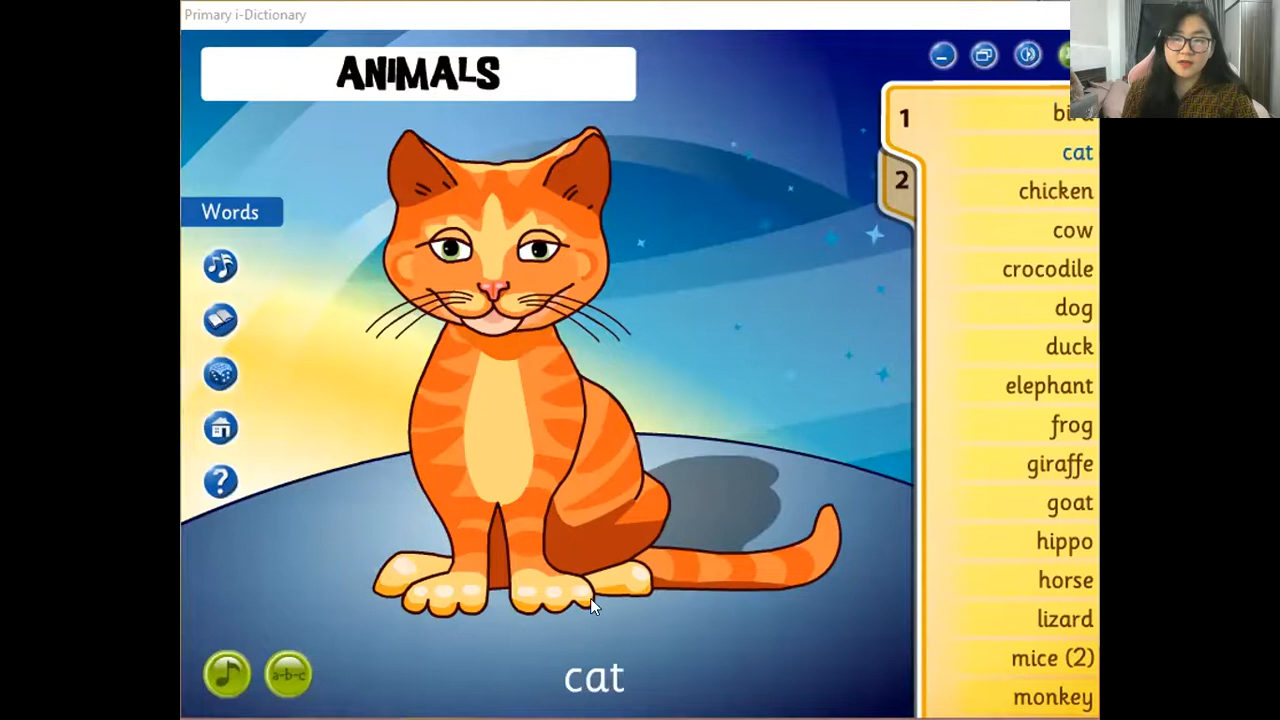 Primary i-Dictionary
ANIMALS
Words
1
2
bird
cat
chicken
cow
crocodile
dog
duck
elephant
frog
giraffe
goat
hippo
horse
lizard
mice (2)
monkey
?
a-b-c
cat